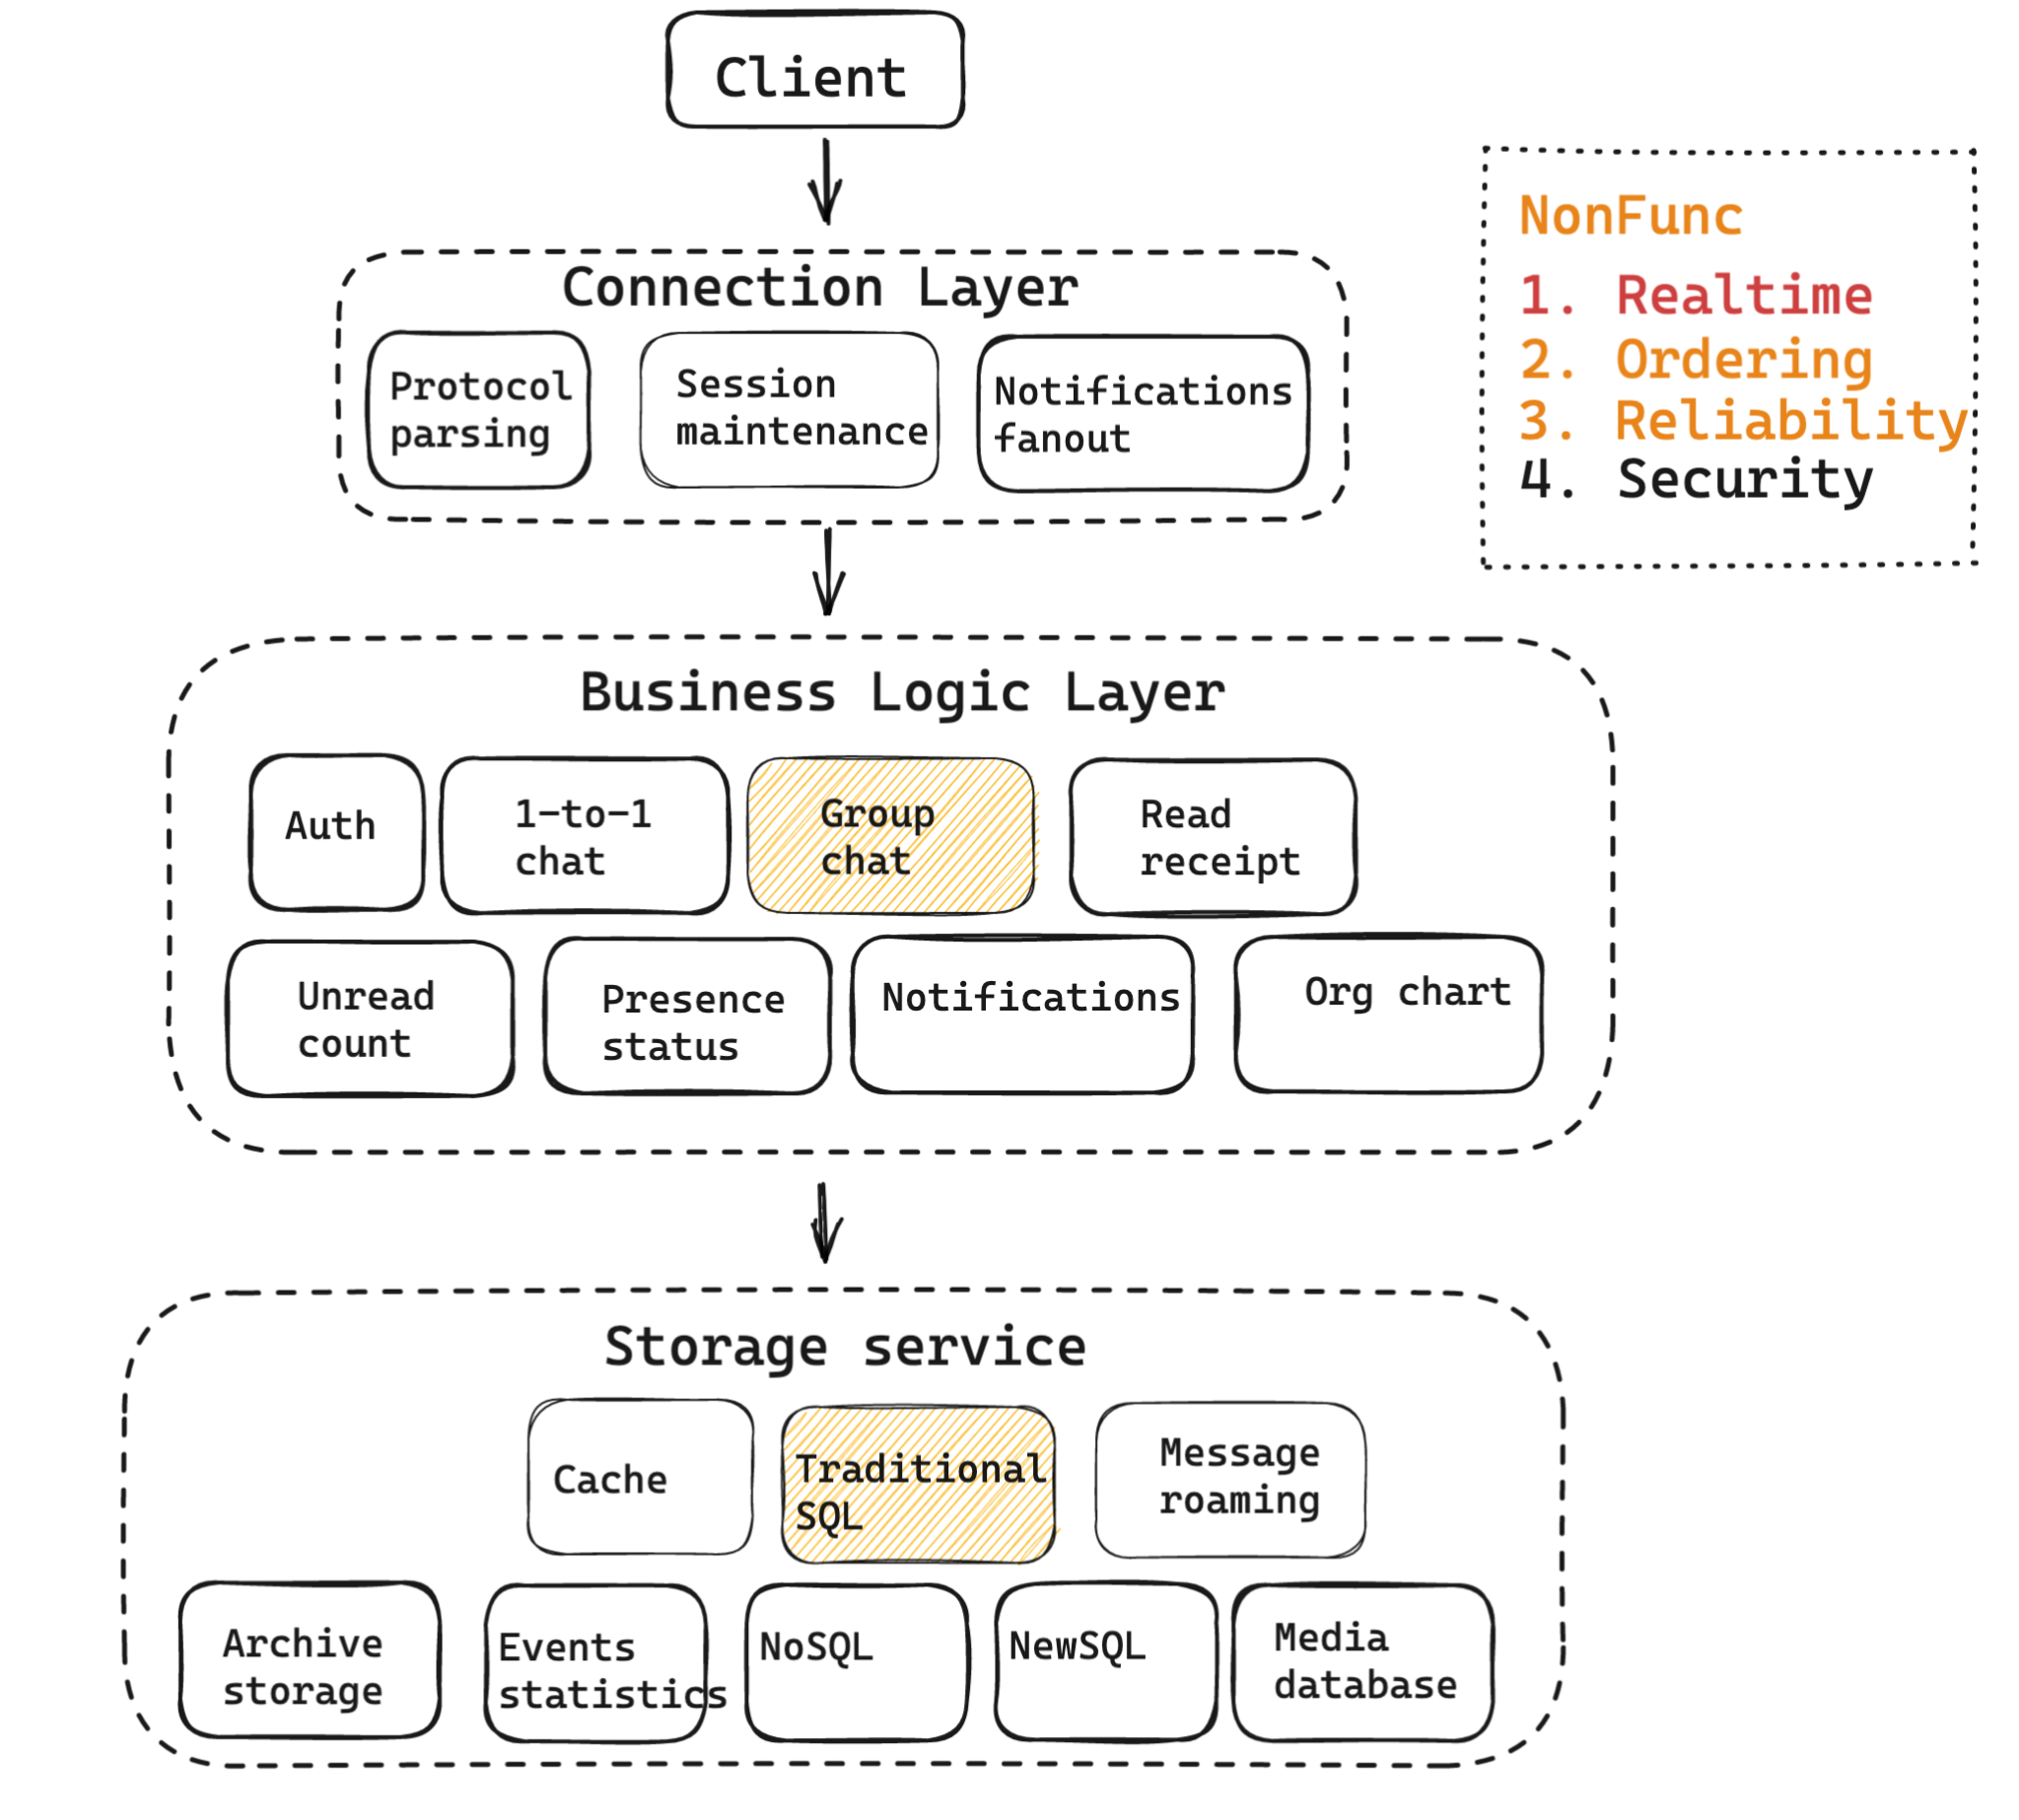 Client
Connection Layer
Protocol
parsing
Session
maintenance
Notifications
fanout
NonFunc
1. Realtime
2. Ordering
3. Reliability
4. Security
Business Logic Layer
Auth
1-to-1
chat
Group
chat
Read
receipt
Unread
count
Presence
status
Notifications
Org chart
Storage service
Cache
Traditional
SQL
Message
roaming
Archive
storage
Events
statistics
NoSQL
NewSQL
Media
database